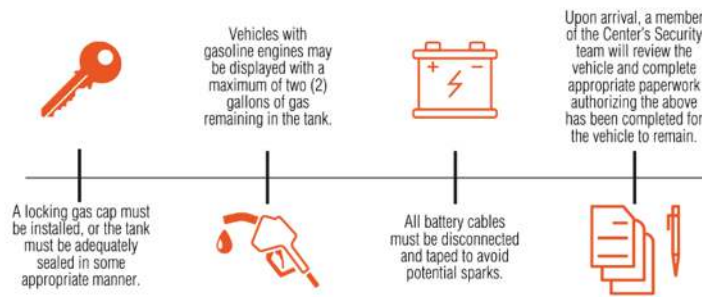 A locking gas cap must
be installed, or the tank
must be adequately
sealed in some
appropriate manner.
Vehicles with
gasoline engines may
be displayed with a
maximum of two (2)
gallons of gas
remaining in the tank.
All battery cables
must be disconnected
and taped to avoid
potential sparks.
Upon arrival, a member
of the Center's Security
team will review the
vehicle and complete
appropriate paperwork
authorizing the above
has been completed for
the vehicle to remain.